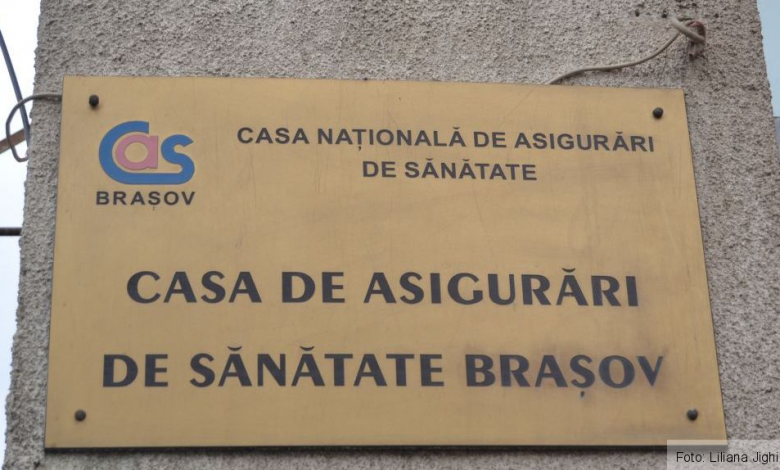 cas
BRAȘOV
CASA NAȚIONALĂ DE ASIGURĂRI
DE SĂNĂTATE
CASA DE ASIGURĂRI
DE SĂNĂTATE BRAȘOV
Foto: Liliana Jighi